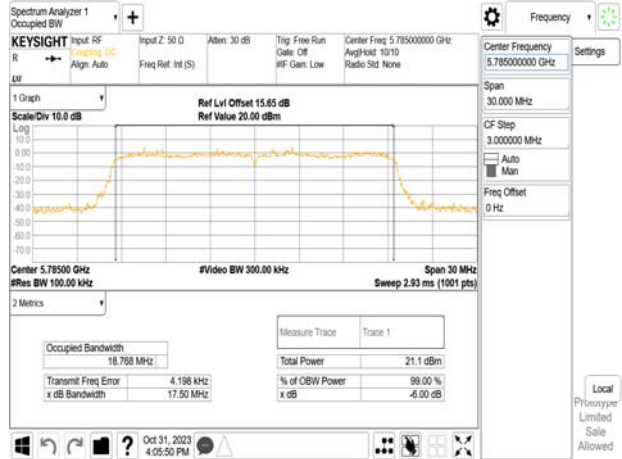 Spectrum Analyzer 1
Occupied BW
+
Frequency
KEYSIGHT
R
LXI
Input: RF
Coupling: DC
Align: Auto
Input Z: 50 Ω
Freq Ref: Int (S)
Atten: 30 dB
Trig: Free Run
Gate: Off
#IF Gain: Low
Center Freq: 5.785000000 GHz
Avg|Hold: 10/10
Radio Std: None
Center Frequency
5.785000000 GHz
Settings
Span
30.000 MHz
CF Step
3.000000 MHz
Auto
Man
Freq Offset
0 Hz
1 Graph
Scale/Div 10.0 dB
Ref Lvl Offset 15.65 dB
Ref Value 20.00 dBm
Log
10.0
0.00
-10.0
-20.0
-30.0
-40.0
-50.0
-60.0
-70.0
Center 5.78500 GHz
#Video BW 300.00 kHz
Span 30 MHz
#Res BW 100.00 kHz
Sweep 2.93 ms (1001 pts)
2 Metrics
Measure Trace
Trace 1
Occupied Bandwidth
18.768 MHz
Total Power
21.1 dBm
Transmit Freq Error
4.198 kHz
% of OBW Power
99.00 %
x dB Bandwidth
17.50 MHz
x dB
-6.00 dB
Local
Prototype
Limited
Sale
Allowed
?
Oct 31, 2023
4:05:50 PM